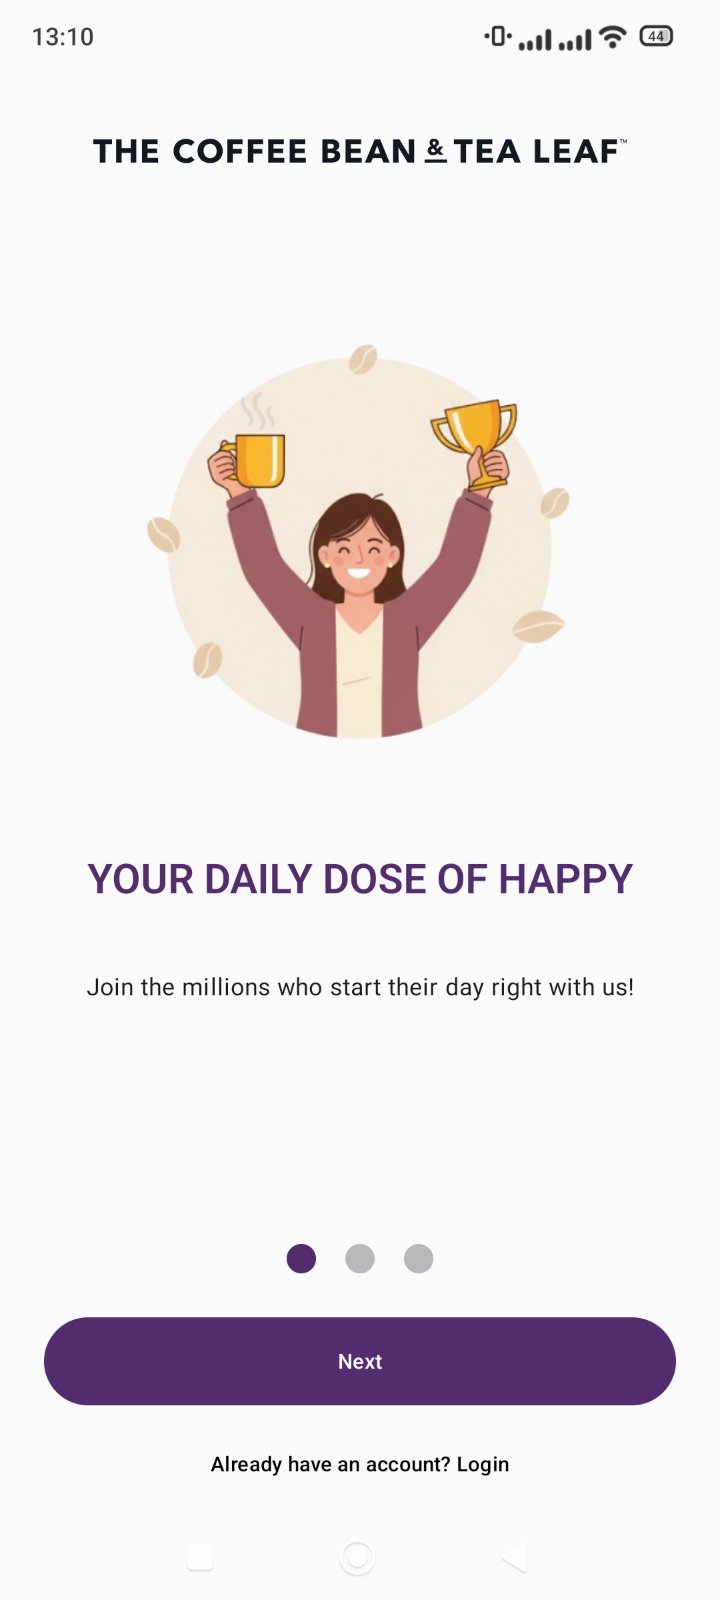 13:10
44
THE COFFEE BEAN & TEA LEAF™
YOUR DAILY DOSE OF HAPPY
Join the millions who start their day right with us!
Next
Already have an account? Login